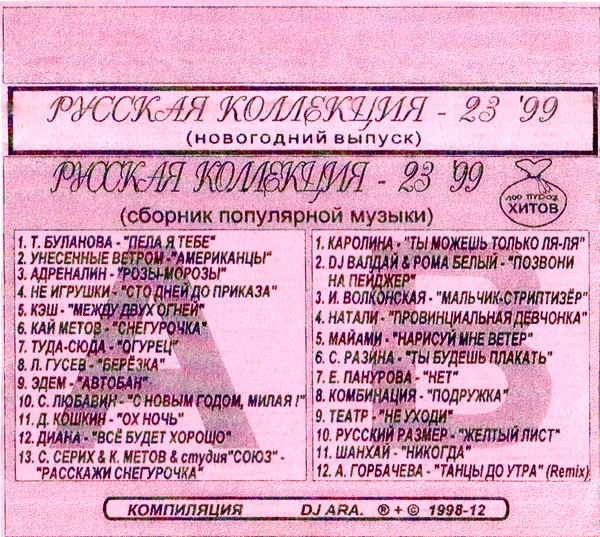 РУССКАЯ КОЛЛЕКЦИЯ - 23 '99
(НОВОГОДНИЙ ВЫПУСК)
РУССКАЯ КОЛЛЕКЦИЯ - 23 '99
(сборник популярной музыки)
ХИТОВ
А
1. Т. БУЛАНОВА - "ПЕЛА Я ТЕБЕ"
2. УНЕСЕННЫЕ ВЕТРОМ - "АМЕРИКАНЦЫ"
3. АДРЕНАЛИН - "РОЗЫ-МОРОЗЫ"
4. НЕ ИГРУШКИ - "СТО ДНЕЙ ДО ПРИКАЗА"
5. КЭШ - "МЕЖДУ ДВУХ ОГНЕЙ"
6. КАЙ МЕТОВ - "СНЕГУРОЧКА"
7. ТУДА-СЮДА - "ОГУРЕЦ"
8. Л. ГУСЕВ - "БЕРЁЗКА"
9. ЭДЕМ - "АВТОБАН"
10. С. ЛЮБАВИН - "С НОВЫМ ГОДОМ, МИЛАЯ !"
11. Д. КОШКИН - "ОХ НОЧЬ"
12. ДИАНА - "ВСЁ БУДЕТ ХОРОШО"
13. С. СЕРИХ & К. МЕТОВ & студия"СОЮЗ" -
"РАССКАЖИ СНЕГУРОЧКА"
В
1. КАРОЛИНА - "ТЫ МОЖЕШЬ ТОЛЬКО ЛЯ-ЛЯ"
2. DJ ВАЛДАЙ & РОМА БЕЛЫЙ - "ПОЗВОНИ
НА ПЕЙДЖЕР"
3. И. ВОЛКОНСКАЯ - "МАЛЬЧИК-СТРИПТИЗЁР"
4. НАТАЛИ - "ПРОВИНЦИАЛЬНАЯ ДЕВЧОНКА"
5. МАЙАМИ - "НАРИСУЙ МНЕ ВЕТЕР"
6. С. РАЗИНА - "ТЫ БУДЕШЬ ПЛАКАТЬ"
7. Е. ПАНУРОВА - "НЕТ"
8. КОМБИНАЦИЯ - "ПОДРУЖКА"
9. ТЕАТР - "НЕ УХОДИ"
10. РУССКИЙ РАЗМЕР - "ЖЕЛТЫЙ ЛИСТ"
11. ШАНХАЙ - "НИКОГДА"
12. А. ГОРБАЧЕВА - "ТАНЦЫ ДО УТРА" (Remix)
КОМПИЛЯЦИЯ DJ ARA. ® + © 1998-12